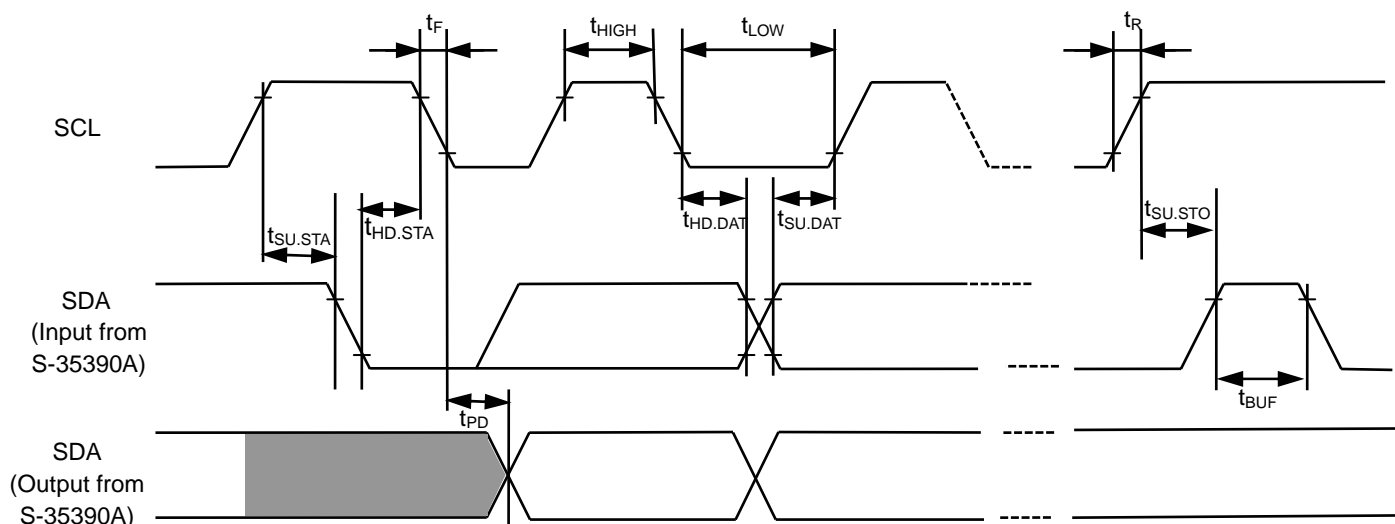 tF
tHIGH
tLOW
tR
SCL
tSU.STA
tHD.STA
tHD.DAT
tSU.DAT
tSU.STO
SDA
(Input from
S-35390A)
tBUF
tPD
SDA
(Output from
S-35390A)